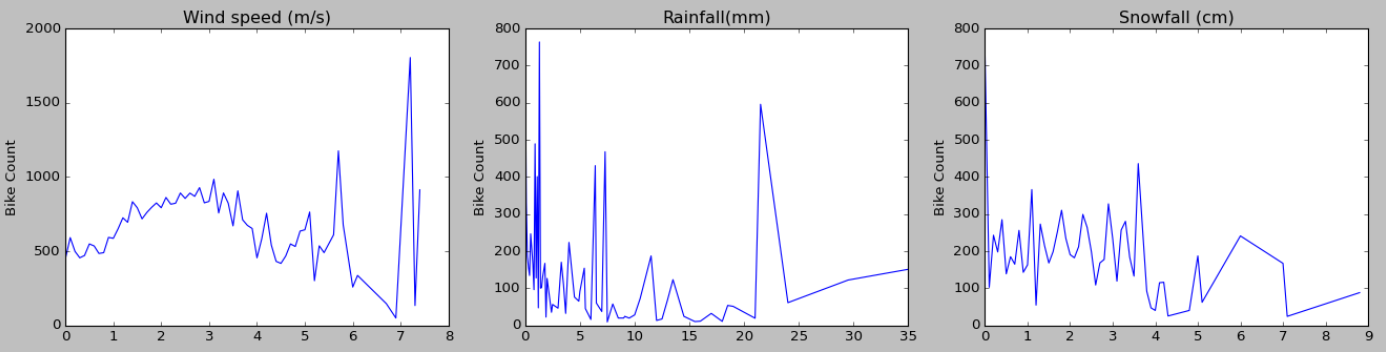 Wind speed (m/s)
2000
1500
1000
500
0
Bike Count
0 1 2 3 4 5 6 7 8
Rainfall(mm)
800
700
600
500
400
300
200
100
0
Bike Count
0 5 10 15 20 25 30 35
Snowfall (cm)
800
700
600
500
400
300
200
100
0
Bike Count
0 1 2 3 4 5 6 7 8 9